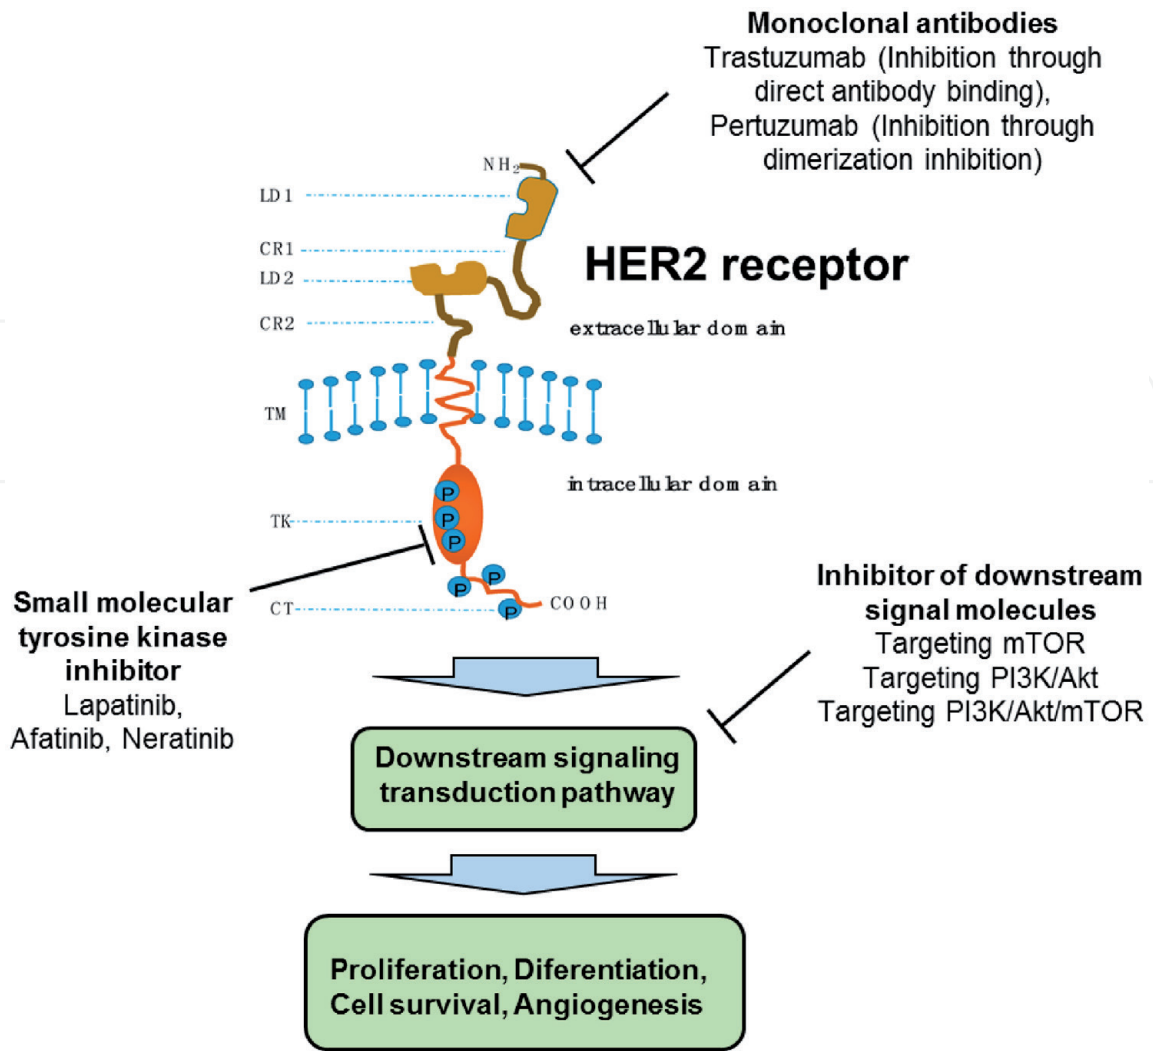 Monoclonal antibodies
Trastuzumab (Inhibition through
direct antibody binding),
Pertuzumab (Inhibition through
dimerization inhibition)
NH2
LD1
CR1
HER2 receptor
LD2
CR2
extracellular domain
TM
intracellular domain
P
P
TK
P
P
P
COOH
CT
P
Small molecular
tyrosine kinase
inhibitor
Lapatinib,
Afatinib, Neratinib
Inhibitor of downstream
signal molecules
Targeting mTOR
Targeting PI3K/Akt
Targeting PI3K/Akt/mTOR
Downstream signaling
transduction pathway
Proliferation, Diferentiation,
Cell survival, Angiogenesis